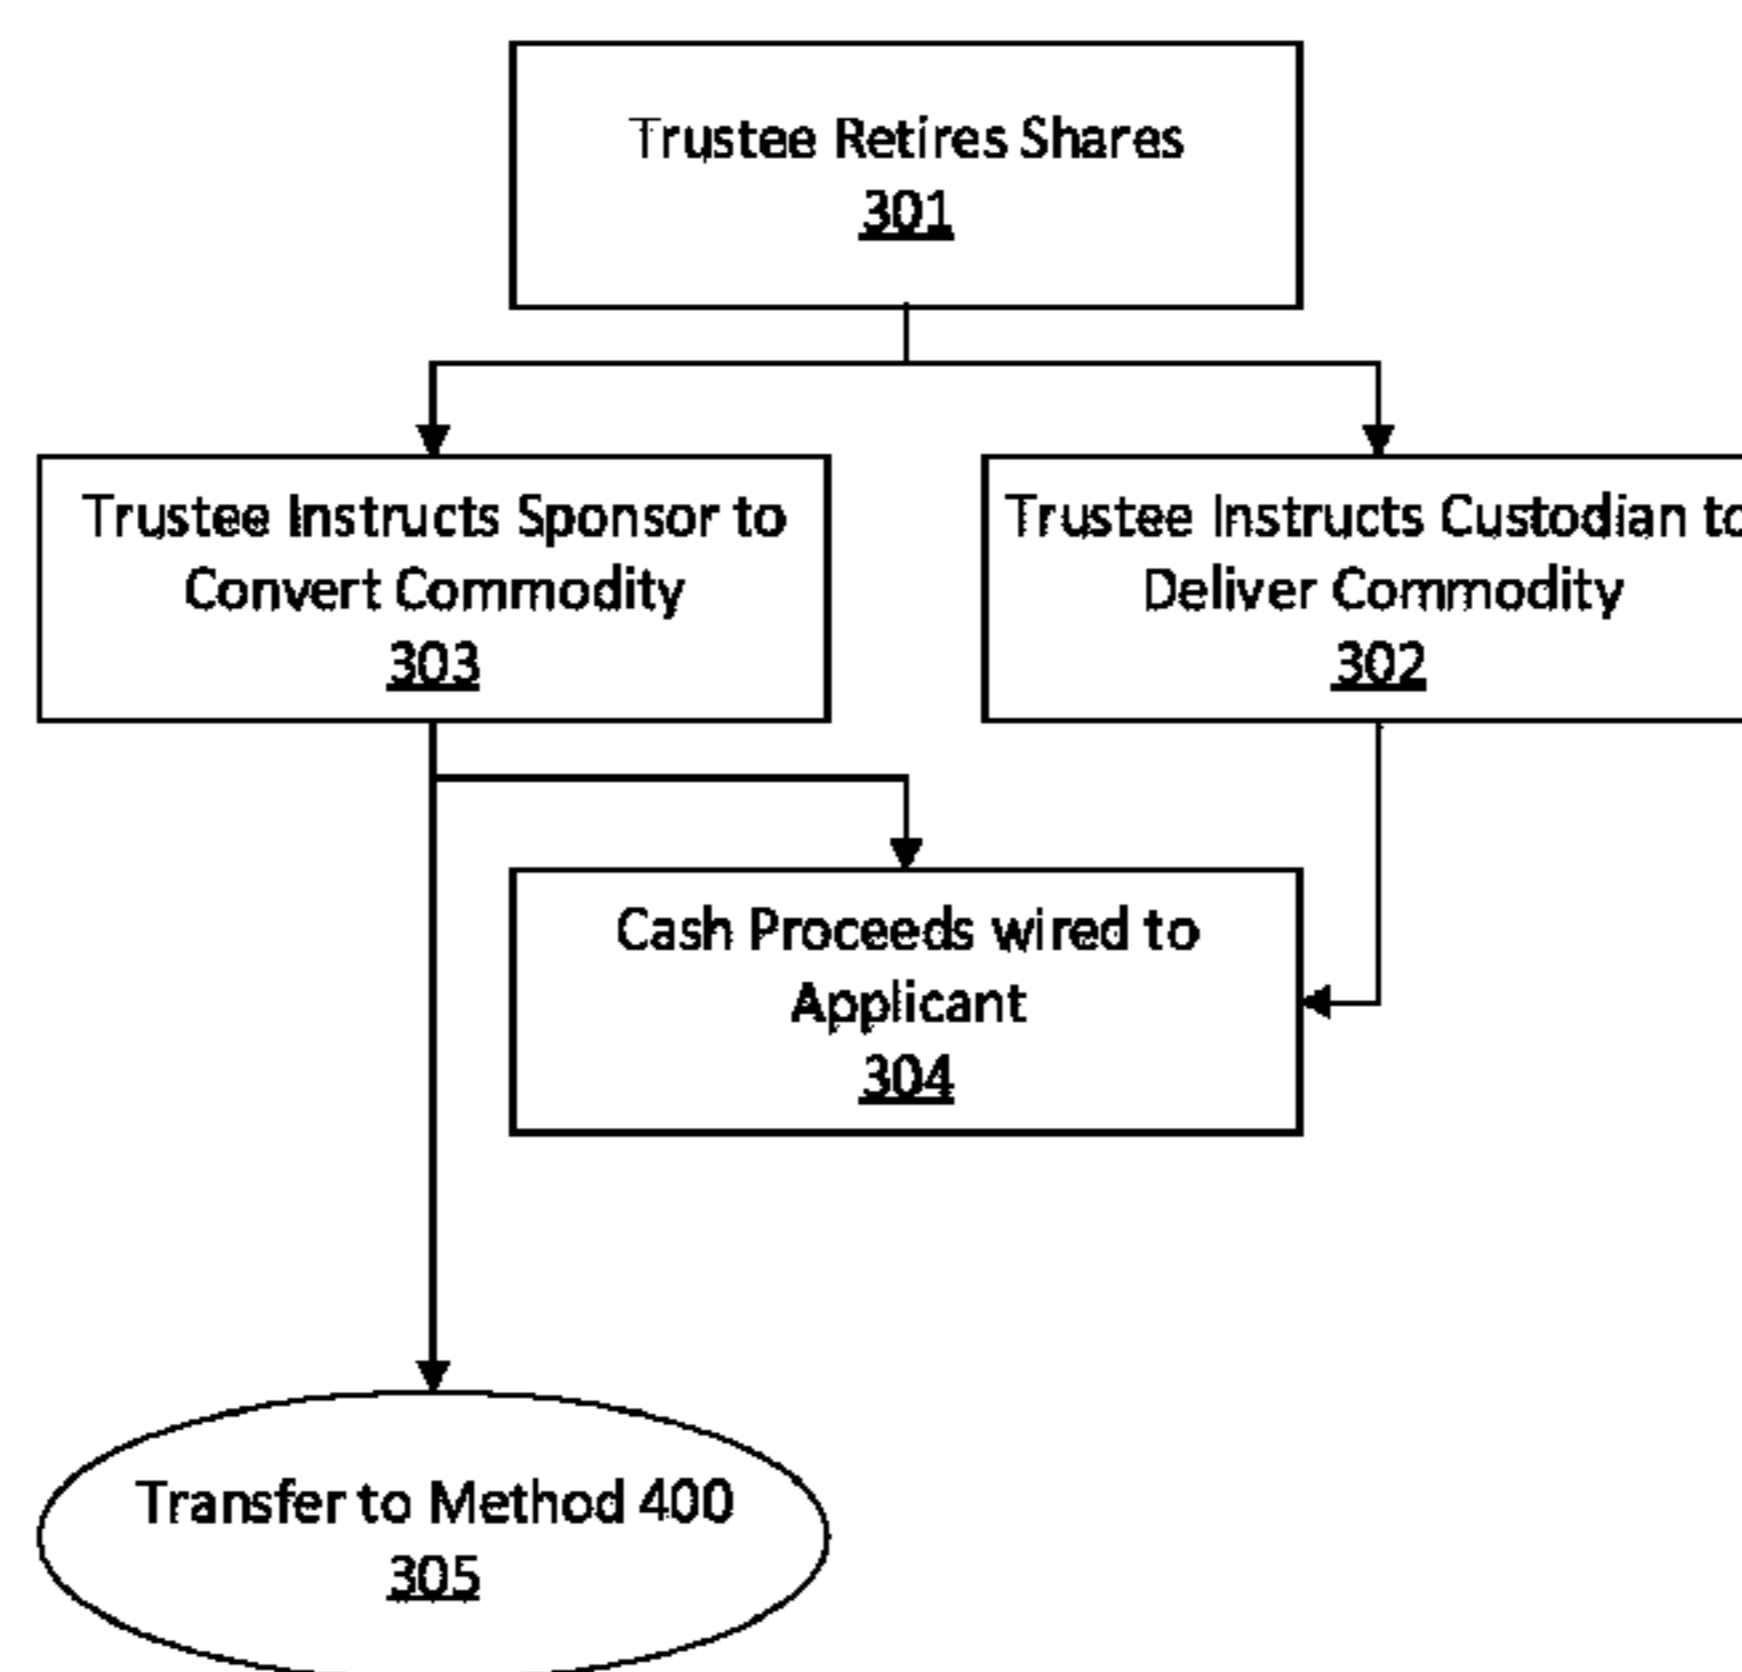 Trustee Retires Shares
301
Trustee Instructs Sponsor to
Convert Commodity
303
Trustee Instructs Custodian to
Deliver Commodity
302
Cash Proceeds wired to
Applicant
304
Transfer to Method 400
305